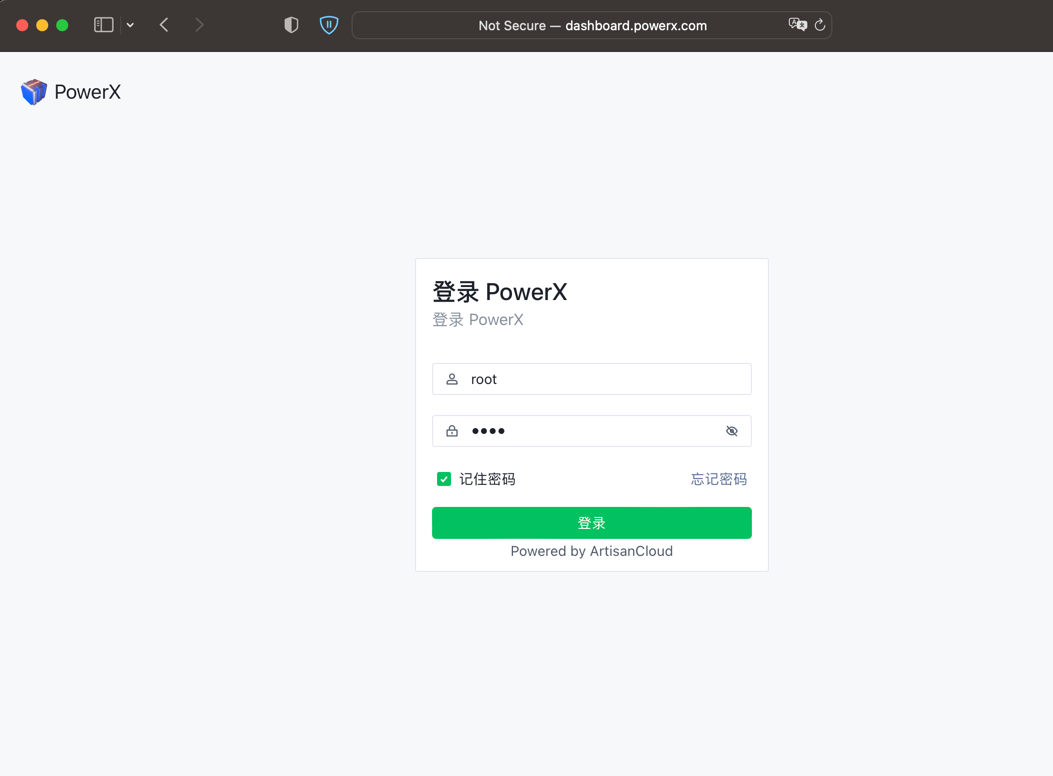 Not Secure — dashboard.powerx.com
PowerX
登录 PowerX
登录 PowerX
root
••••
记住密码
忘记密码
登录
Powered by ArtisanCloud